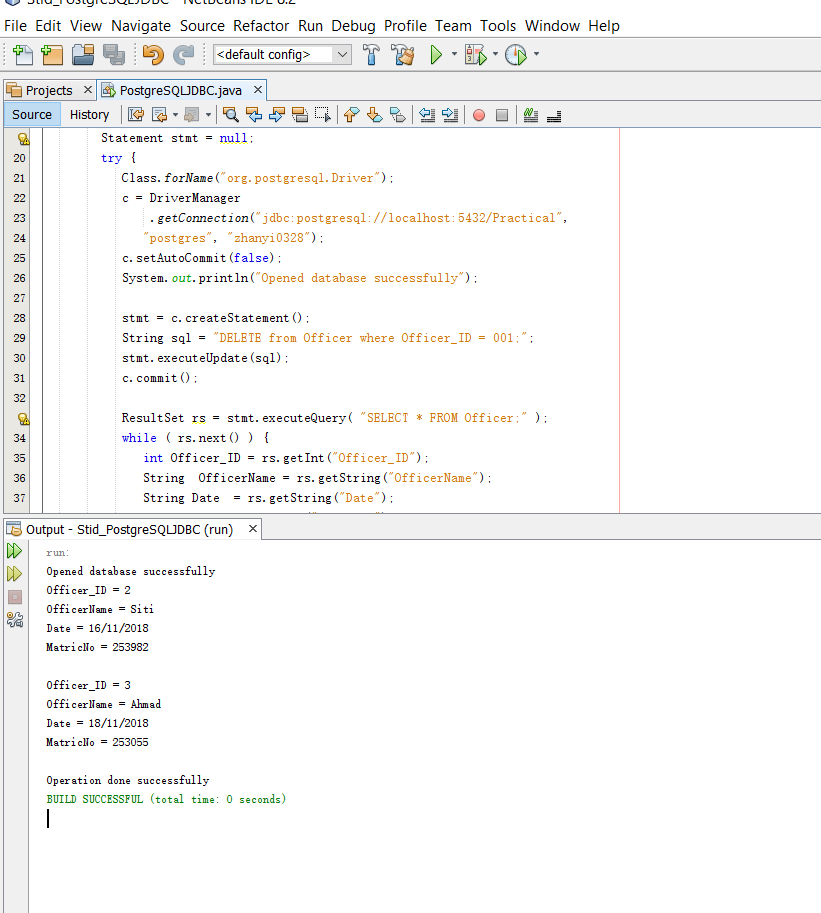 Stid_PostgreSQLJDBC - NetBeans IDE 8.2
File Edit View Navigate Source Refactor Run Debug Profile Team Tools Window Help
<default config>
Projects × PostgreSQLJDBC.java ×
Source History
Statement stmt = null;
20 try {
21 Class.forName("org.postgresql.Driver");
22 c = DriverManager
23 .getConnection("jdbc:postgresql://localhost:5432/Practical",
24 "postgres", "zhanyi0328");
25 c.setAutoCommit(false);
26 System.out.println("Opened database successfully");
27
28 stmt = c.createStatement();
29 String sql = "DELETE from Officer where Officer_ID = 001;";
30 stmt.executeUpdate(sql);
31 c.commit();
32
ResultSet rs = stmt.executeQuery( "SELECT * FROM Officer;" );
34 while ( rs.next() ) {
35 int Officer_ID = rs.getInt("Officer_ID");
36 String  OfficerName = rs.getString("OfficerName");
37 String Date  = rs.getString("Date");
Output - Stid_PostgreSQLJDBC (run) ×
run:
Opened database successfully
Officer_ID = 2
OfficerName = Siti
Date = 16/11/2018
MatricNo = 253982
Officer_ID = 3
OfficerName = Ahmad
Date = 18/11/2018
MatricNo = 253055
Operation done successfully
BUILD SUCCESSFUL (total time: 0 seconds)